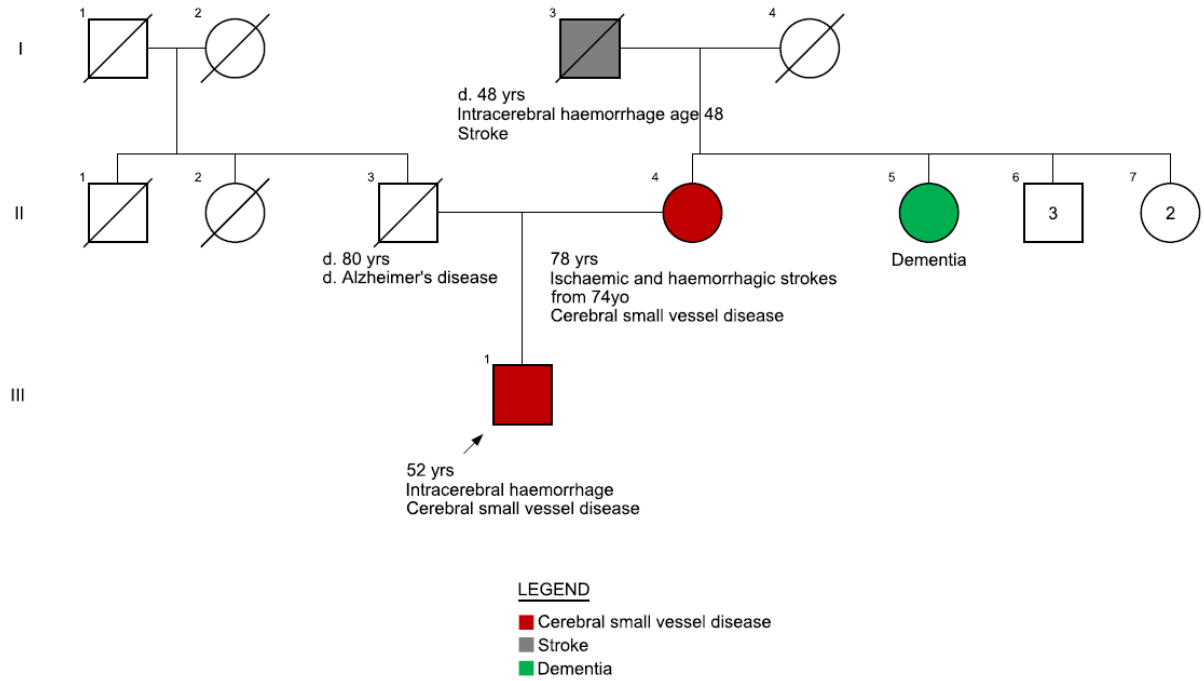 1
2
3
4
I
d. 48 yrs
Intracerebral haemorrhage age 48
Stroke
1
2
3
4
5
6
7
II
3
2
d. 80 yrs
d. Alzheimer's disease
78 yrs
Ischaemic and haemorrhagic strokes
from 74yo
Cerebral small vessel disease
Dementia
1
III
52 yrs
Intracerebral haemorrhage
Cerebral small vessel disease
LEGEND
Cerebral small vessel disease
Stroke
Dementia